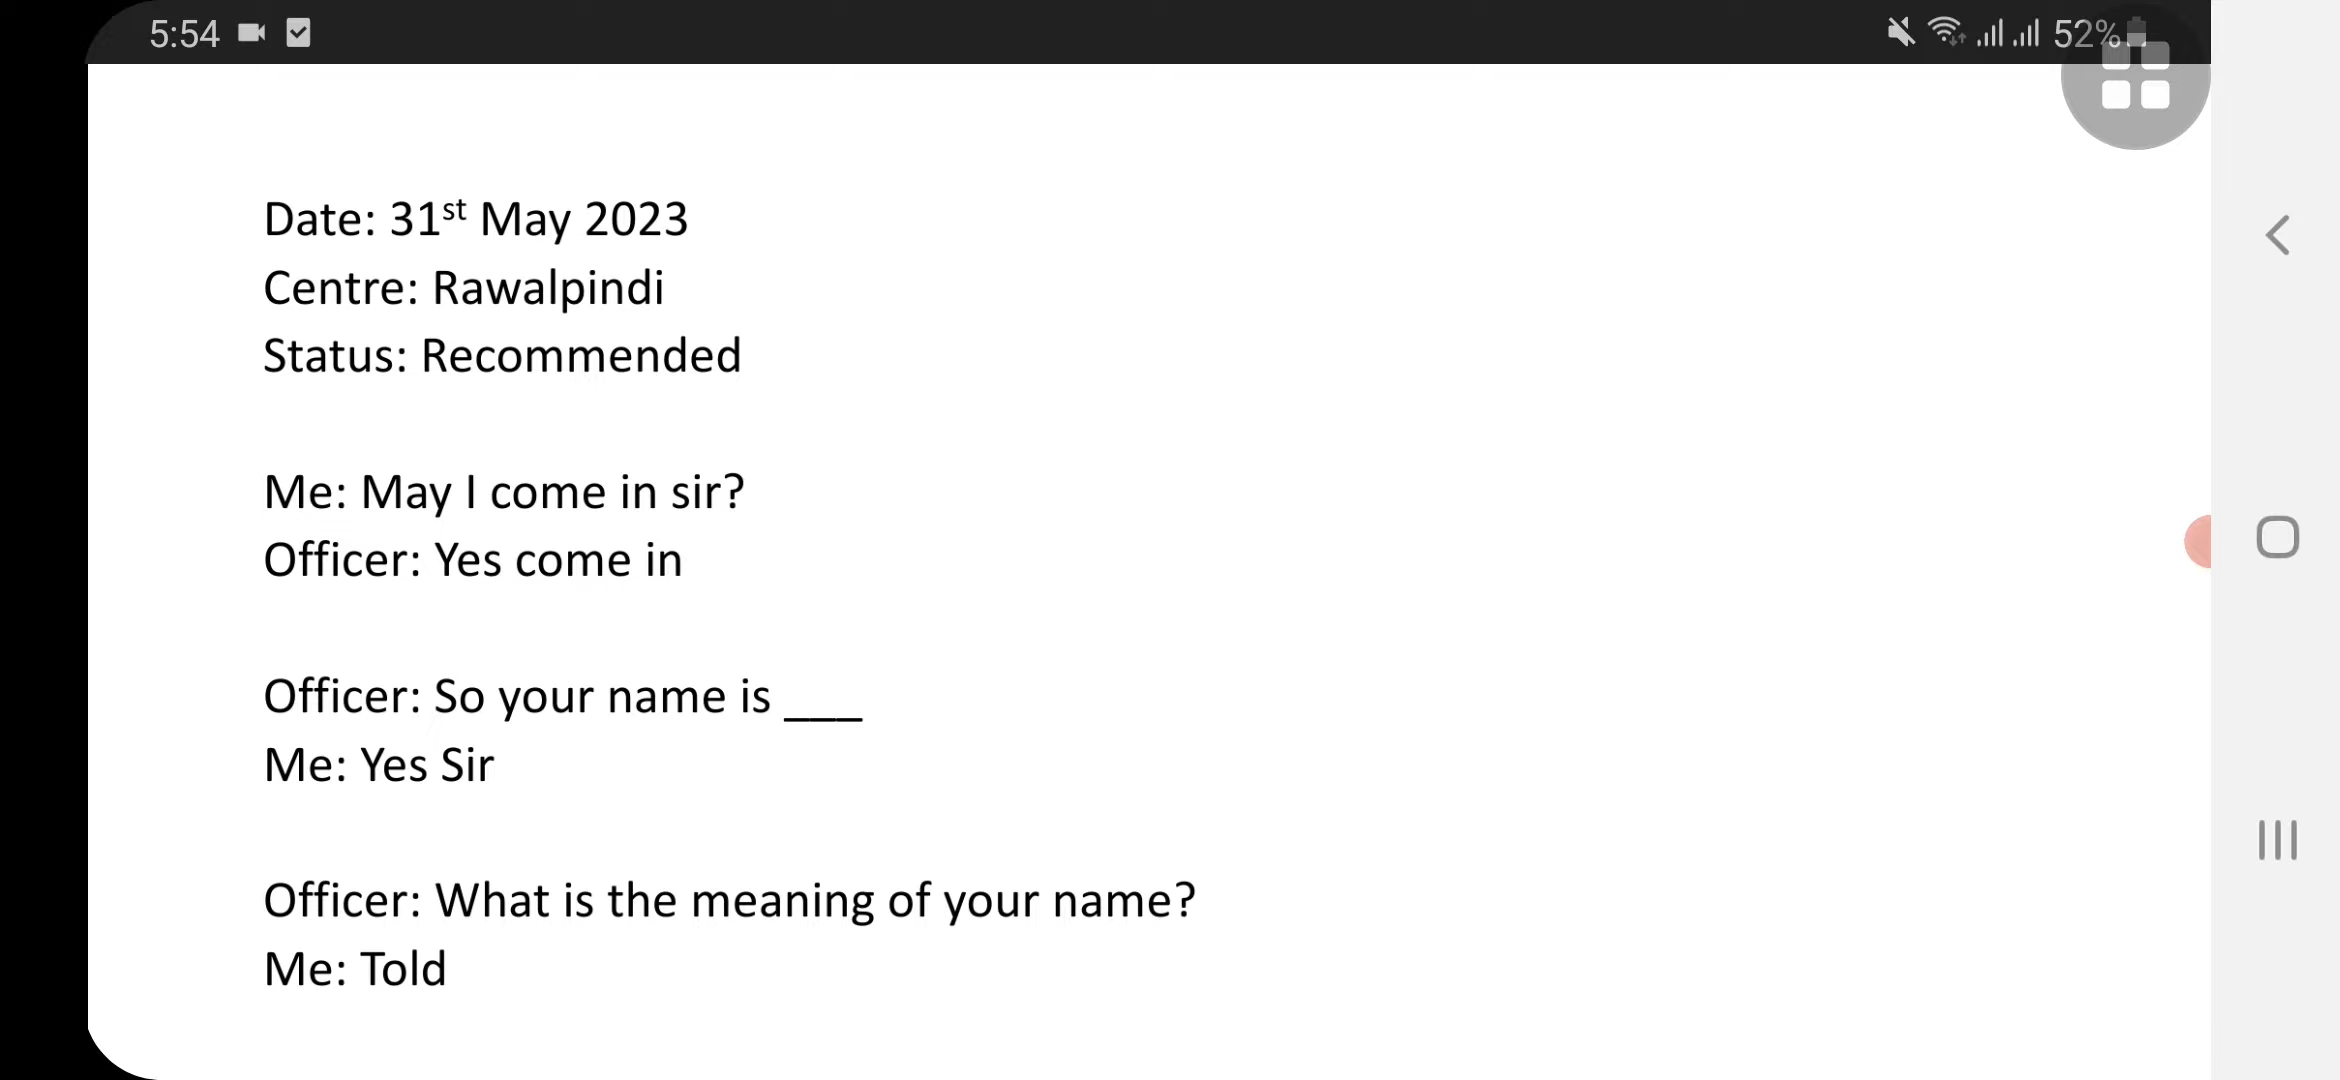 5:54
52%
Date: 31st May 2023
Centre: Rawalpindi
Status: Recommended
Me: May I come in sir?
Officer: Yes come in
Officer: So your name is ___
Me: Yes Sir
Officer: What is the meaning of your name?
Me: Told